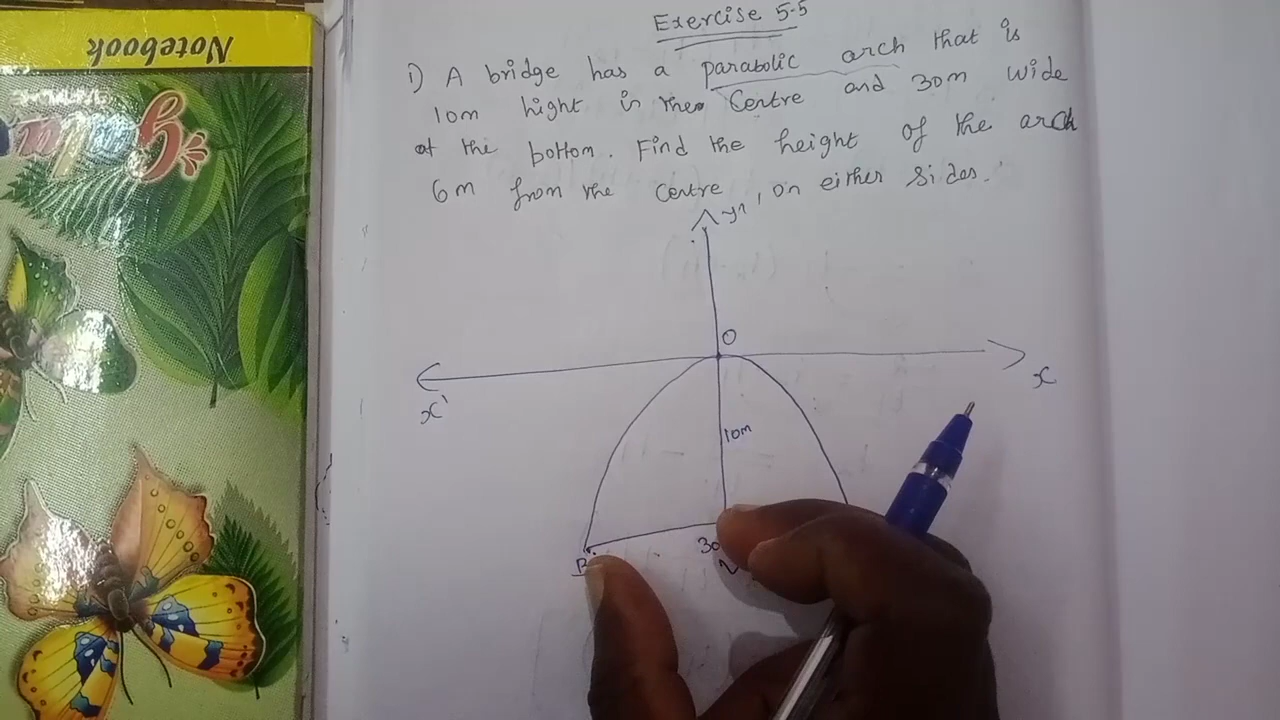 Notebook
Exercise 5.5
1) A bridge has a parabolic arch that is
10m hight in the Centre and 30m wide
at the bottom. Find the height of the arch
6m from the centre, on either sides.
O
x'
x
10m
30
B